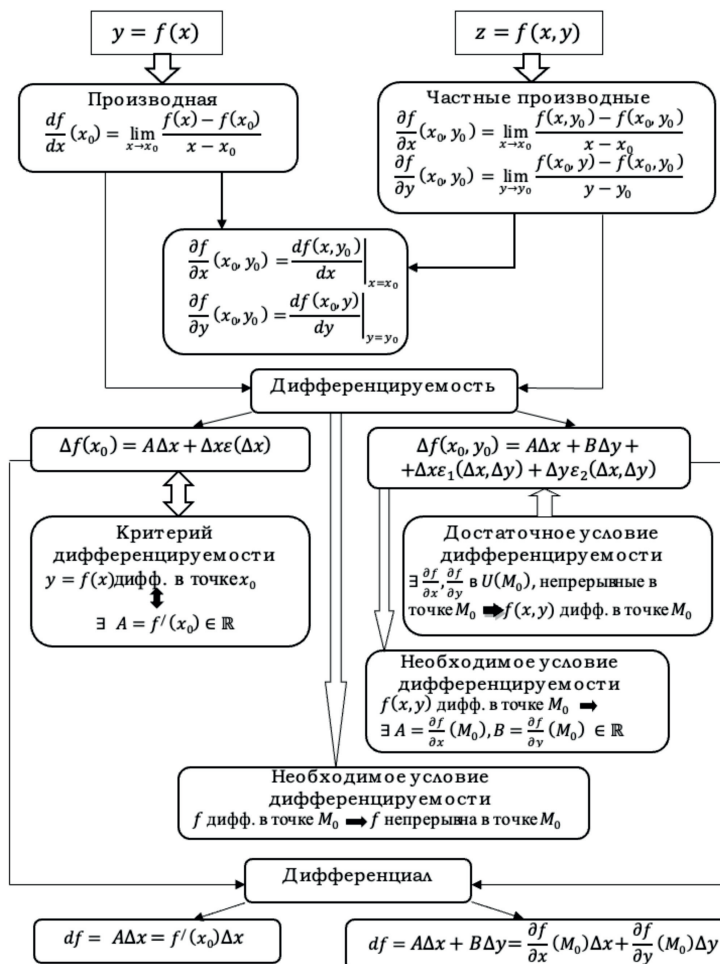 y = f(x)
z = f(x, y)
Производная
df/dx (x₀) = lim x→x₀ f(x) − f(x₀) / x − x₀
Частные производные
∂f/∂x (x₀, y₀) = lim x→x₀ f(x, y₀) − f(x₀, y₀) / x − x₀
∂f/∂y (x₀, y₀) = lim y→y₀ f(x₀, y) − f(x₀, y₀) / y − y₀
∂f/∂x (x₀, y₀) = df(x, y₀)/dx |x=x₀
∂f/∂y (x₀, y₀) = df(x₀, y)/dy |y=y₀
Дифференцируемость
Δf(x₀) = AΔx + Δxε(Δx)
Δf(x₀, y₀) = AΔx + BΔy +
+Δxε₁(Δx, Δy) + Δyε₂(Δx, Δy)
Критерий
дифференцируемости
y = f(x)дифф. в точке x₀
∃ A = f′(x₀) ∈ ℝ
Достаточное условие
дифференцируемости
∃ ∂f/∂x, ∂f/∂y в U(M₀), непрерывные в
точке M₀ ➡ f(x, y) дифф. в точке M₀
Необходимое условие
дифференцируемости
f(x, y) дифф. в точке M₀ ➡
∃ A = ∂f/∂x (M₀), B = ∂f/∂y (M₀) ∈ ℝ
Необходимое условие
дифференцируемости
f дифф. в точке M₀ ➡ f непрерывна в точке M₀
Дифференциал
df = AΔx = f′(x₀)Δx
df = AΔx + BΔy = ∂f/∂x (M₀)Δx + ∂f/∂y (M₀)Δy